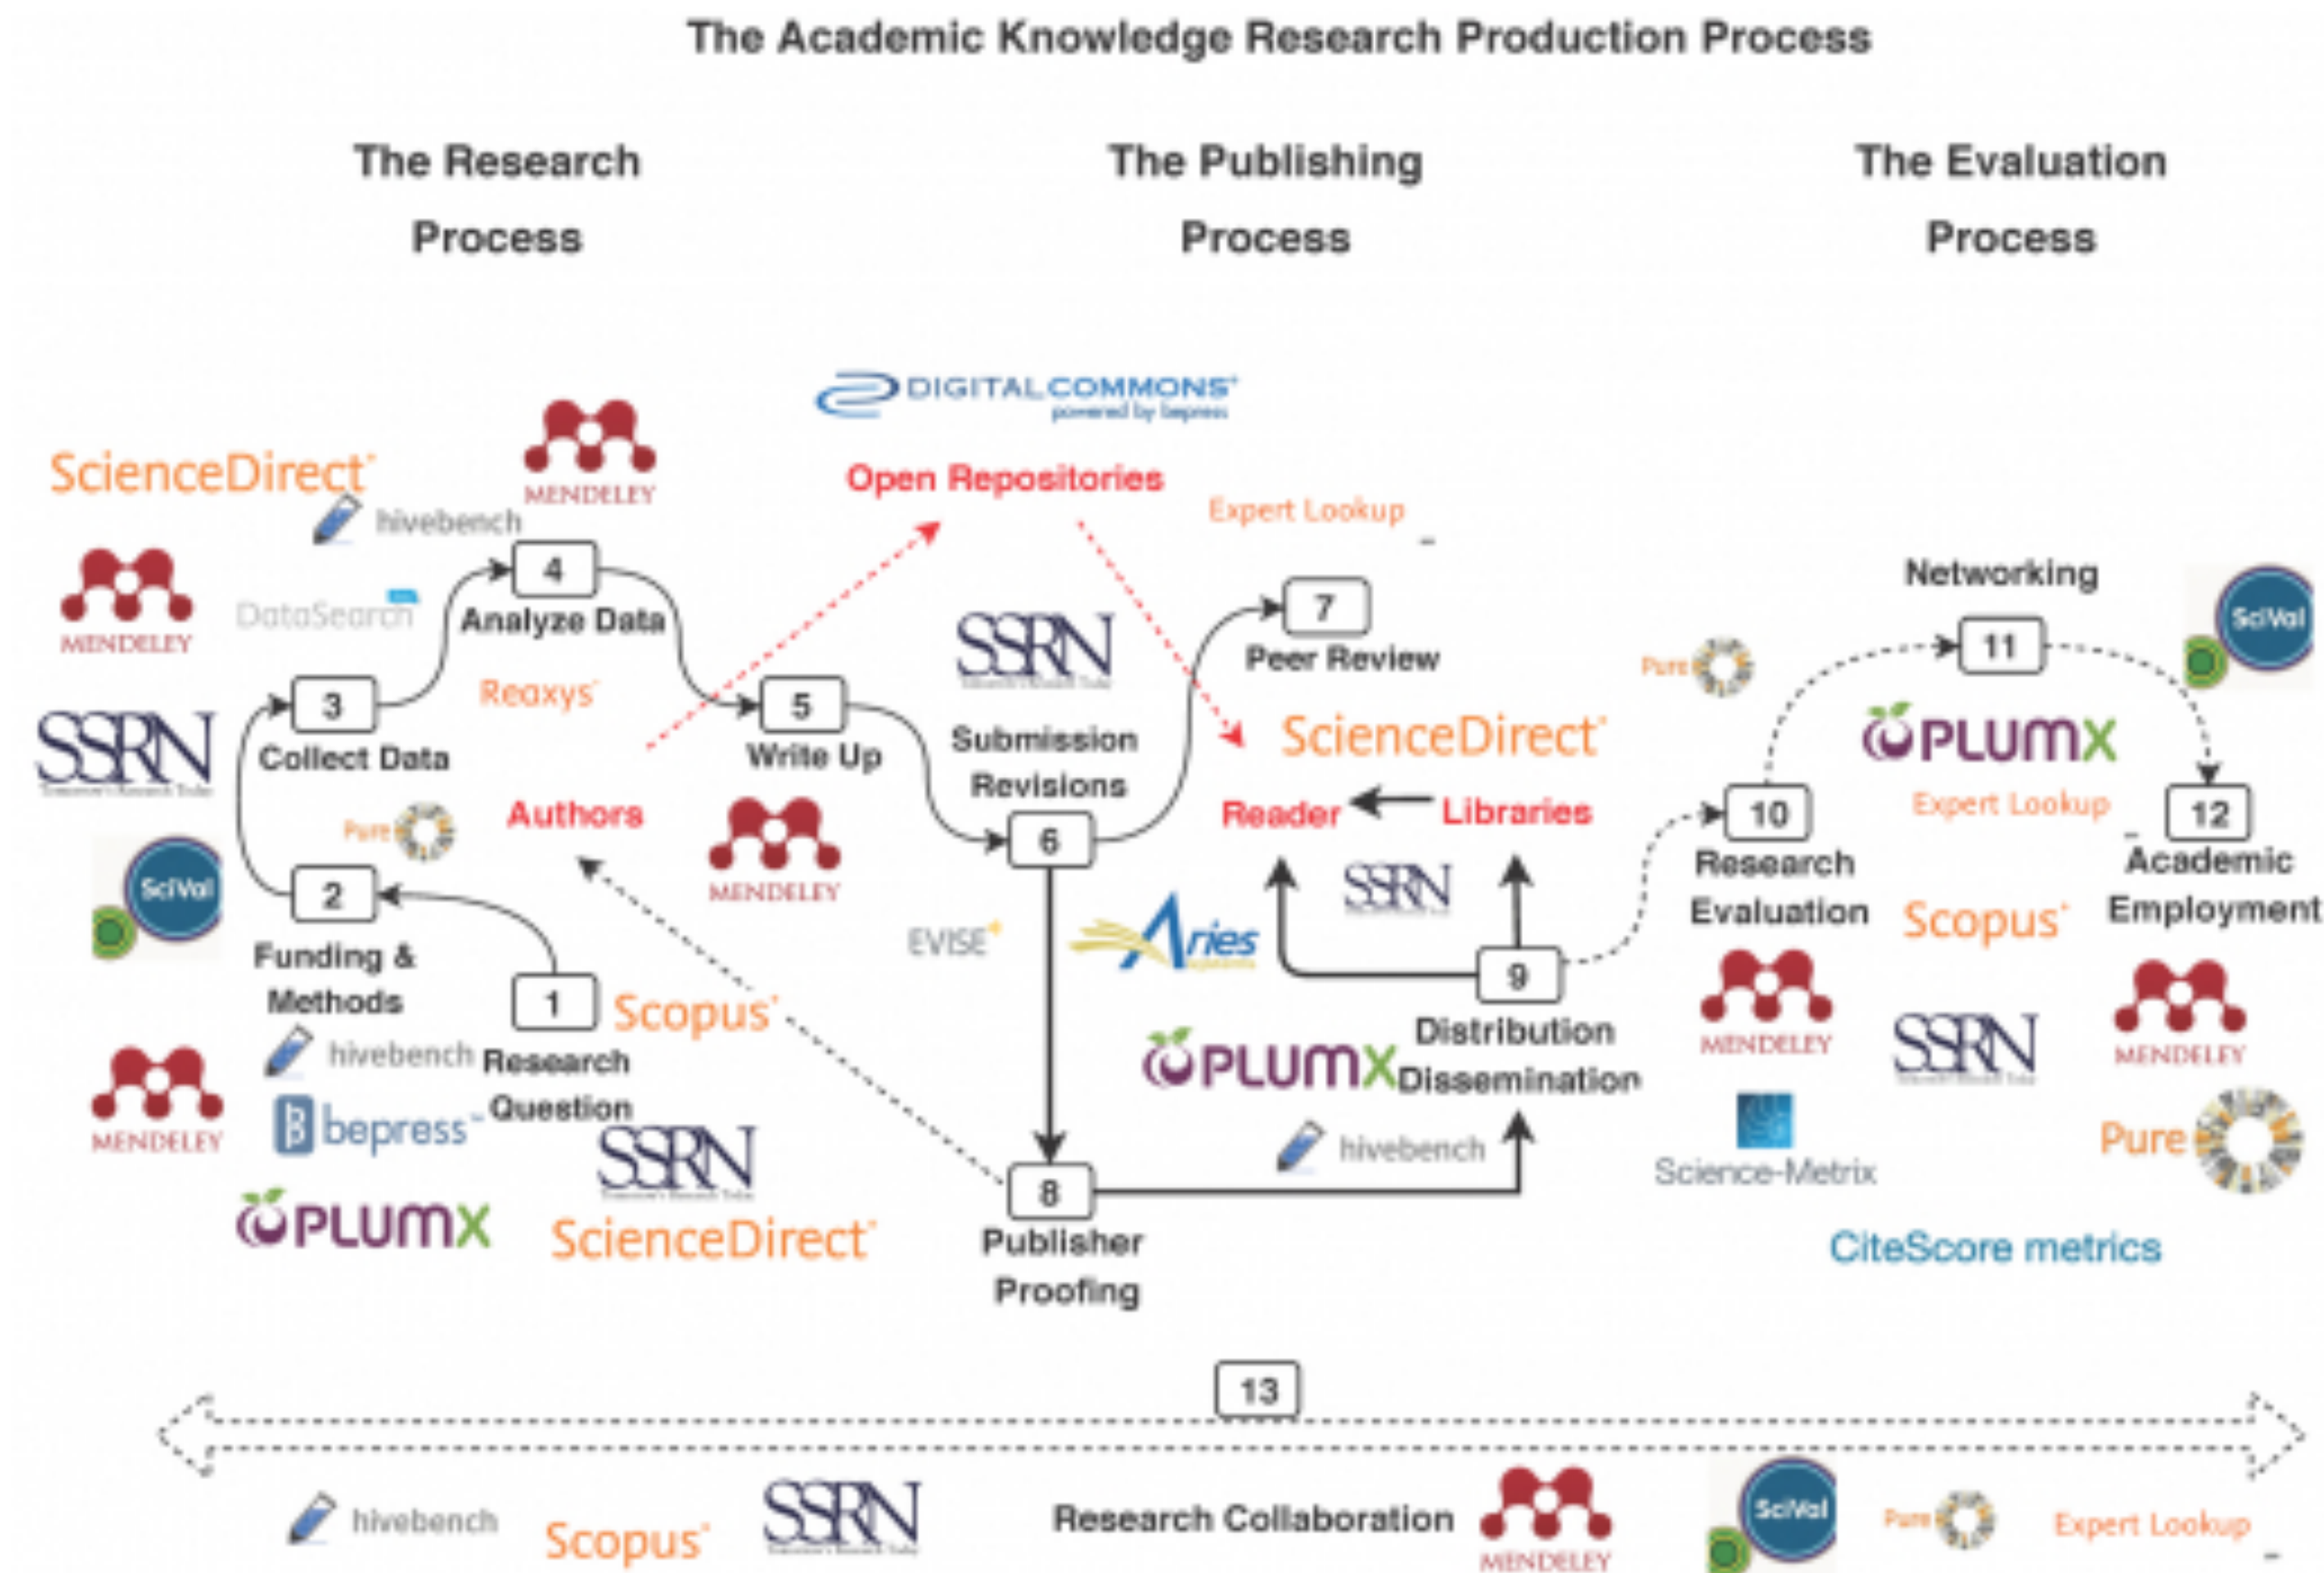 The Academic Knowledge Research Production Process
The Research
Process
The Publishing
Process
The Evaluation
Process
DIGITALCOMMONS
powered by bepress
ScienceDirect
MENDELEY
Open Repositories
hivebench
Expert Lookup
MENDELEY
DataSearch
4
Analyze Data
SSRN
7
Peer Review
Networking
11
SciVal
Pure
3
Collect Data
Reaxys
5
Write Up
SSRN
Submission
Revisions
ScienceDirect
PLUMX
Pure
Authors
MENDELEY
6
Reader
Libraries
10
Research
Evaluation
Expert Lookup
12
Academic
Employment
SciVal
2
Funding &
Methods
EVISE
Aries
SSRN
9
Distribution
Dissemination
Scopus
MENDELEY
SSRN
MENDELEY
1
Research
Question
Scopus
hivebench
MENDELEY
bepress
SSRN
PLUMX
ScienceDirect
PLUMX
hivebench
8
Publisher
Proofing
Science-Metrix
Pure
CiteScore metrics
13
hivebench
Scopus
SSRN
Research Collaboration
MENDELEY
SciVal
Pure
Expert Lookup